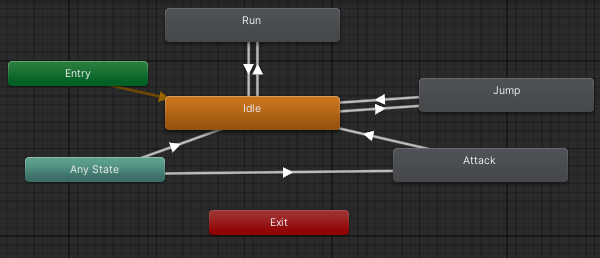 Run
Entry
Jump
Idle
Attack
Any State
Exit